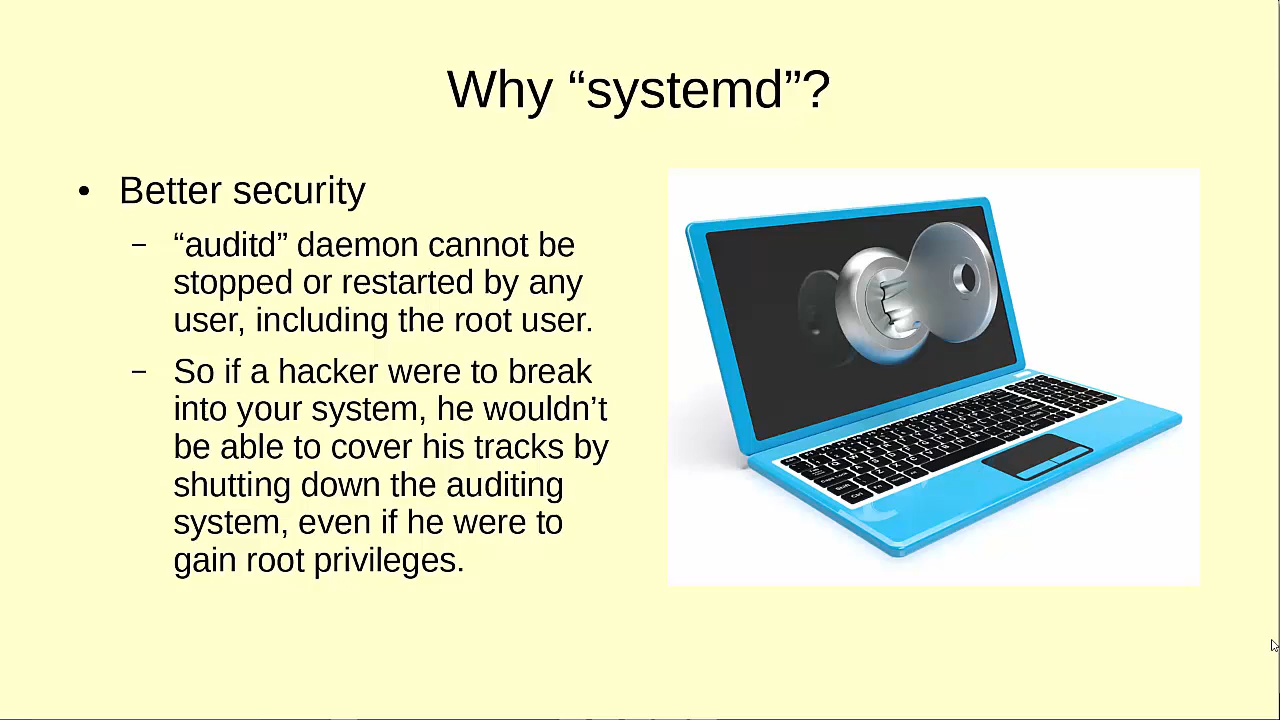 Why “systemd”?
• Better security
– “auditd” daemon cannot be
stopped or restarted by any
user, including the root user.
– So if a hacker were to break
into your system, he wouldn’t
be able to cover his tracks by
shutting down the auditing
system, even if he were to
gain root privileges.